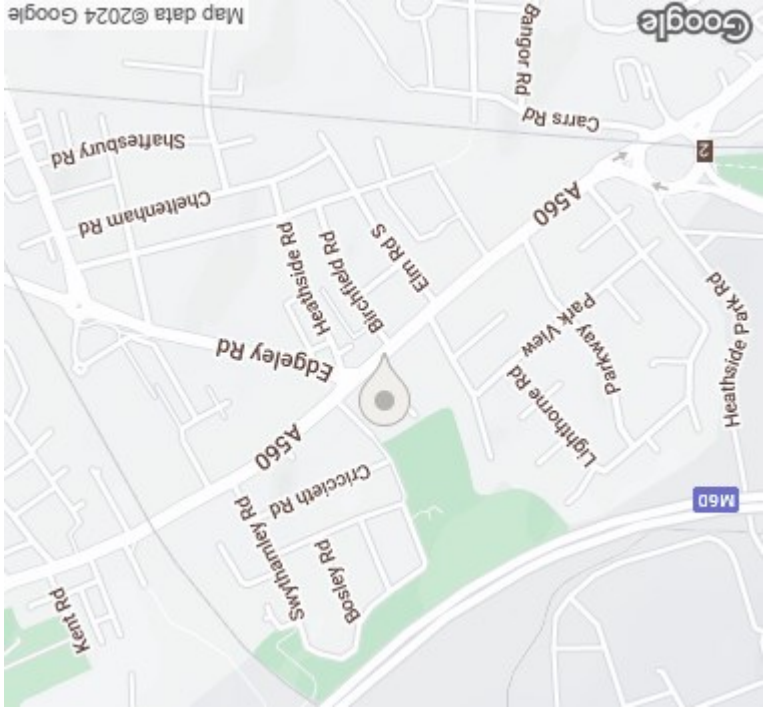 Kent Rd
Bosley Rd
Swythamley Rd
M60
Criccieth Rd
A560
Lighthorne Rd
Edgeley Rd
Heathside Park Rd
Parkway
Park View
Birchfield Rd
Heathside Rd
Elm Rd S
A560
Cheltenham Rd
2
Shaftesbury Rd
Carrs Rd
Bangor Rd
Google
Map data ©2024 Google